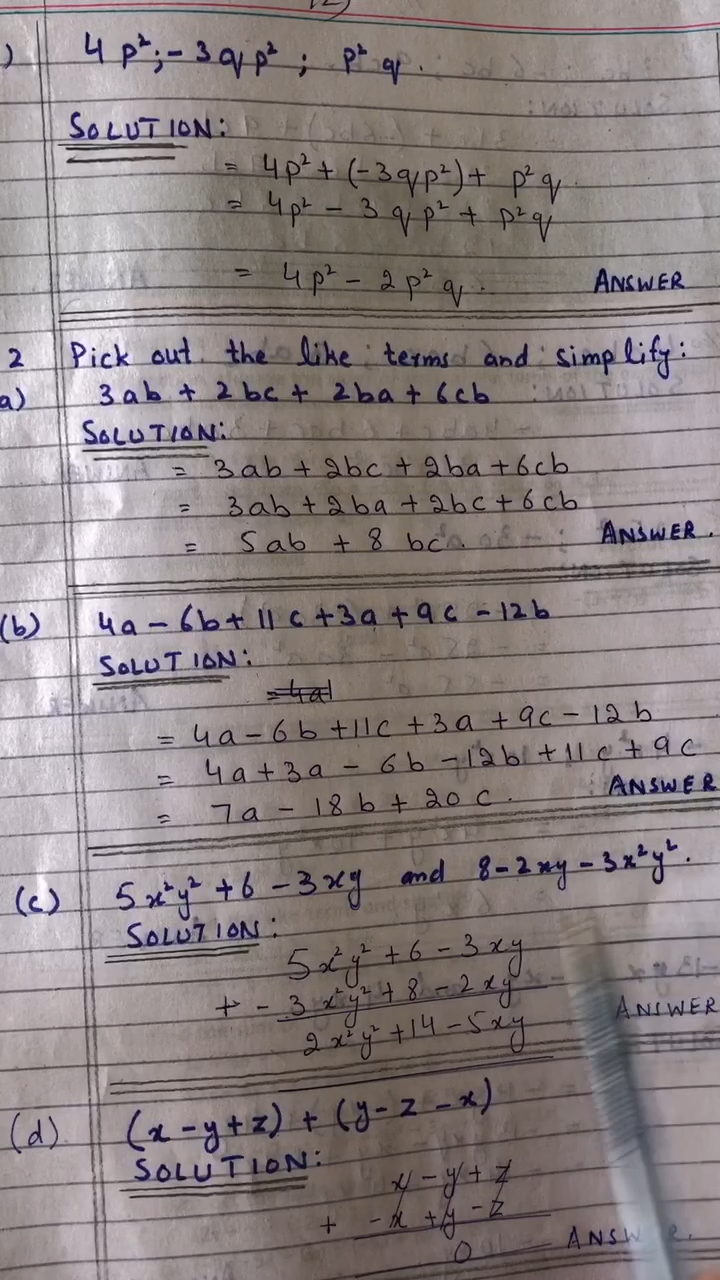 ) 4p²; - 3qp² ; p²q.
SOLUTION:
= 4p² + (-3qp²) + p²q
= 4p² - 3qp² + p²q
= 4p² - 2p²q. ANSWER
2 Pick out the like terms and simplify:
a) 3ab + 2bc + 2ba + 6cb
SOLUTION:
= 3ab + 2bc + 2ba + 6cb
= 3ab + 2ba + 2bc + 6cb
= 5ab + 8 bc. ANSWER.
(b) 4a - 6b + 11c + 3a + 9c - 12b
SOLUTION:
= 4a - 6b + 11c + 3a + 9c - 12b
= 4a + 3a - 6b - 12b + 11c + 9c
= 7a - 18b + 20c. ANSWER
(c) 5x²y² + 6 - 3xy and 8 - 2xy - 3x²y².
SOLUTION:
5x²y² + 6 - 3xy
+ - 3x²y² + 8 - 2xy
2x²y² + 14 - 5xy ANSWER
(d) (x - y + z) + (y - z - x)
SOLUTION:
x - y + z
+ - x + y - z
0 ANSWER.